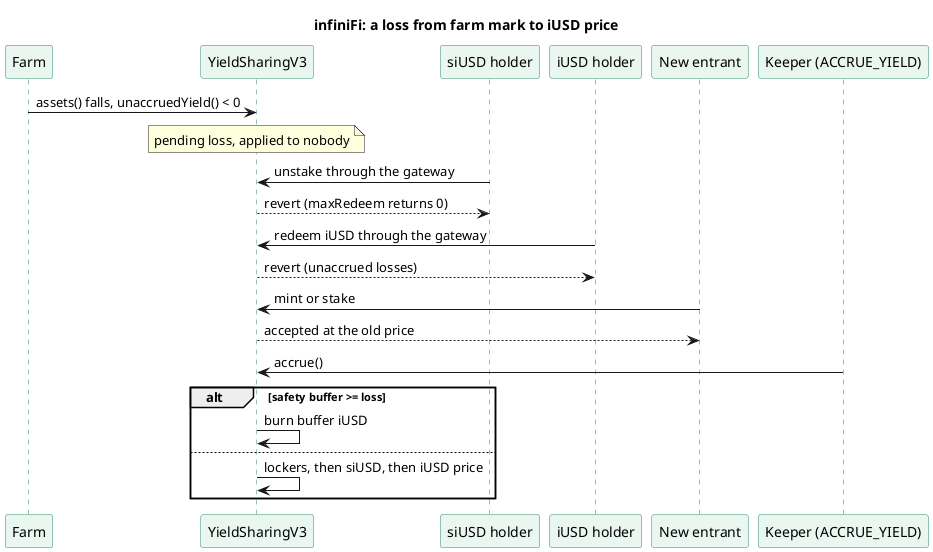 infiniFi: a loss from farm mark to iUSD price
Farm
YieldSharingV3
siUSD holder
iUSD holder
New entrant
Keeper (ACCRUE_YIELD)
assets() falls, unaccruedYield() < 0
pending loss, applied to nobody
unstake through the gateway
revert (maxRedeem returns 0)
redeem iUSD through the gateway
revert (unaccrued losses)
mint or stake
accepted at the old price
accrue()
alt
[safety buffer >= loss]
burn buffer iUSD
lockers, then siUSD, then iUSD price
Farm
YieldSharingV3
siUSD holder
iUSD holder
New entrant
Keeper (ACCRUE_YIELD)